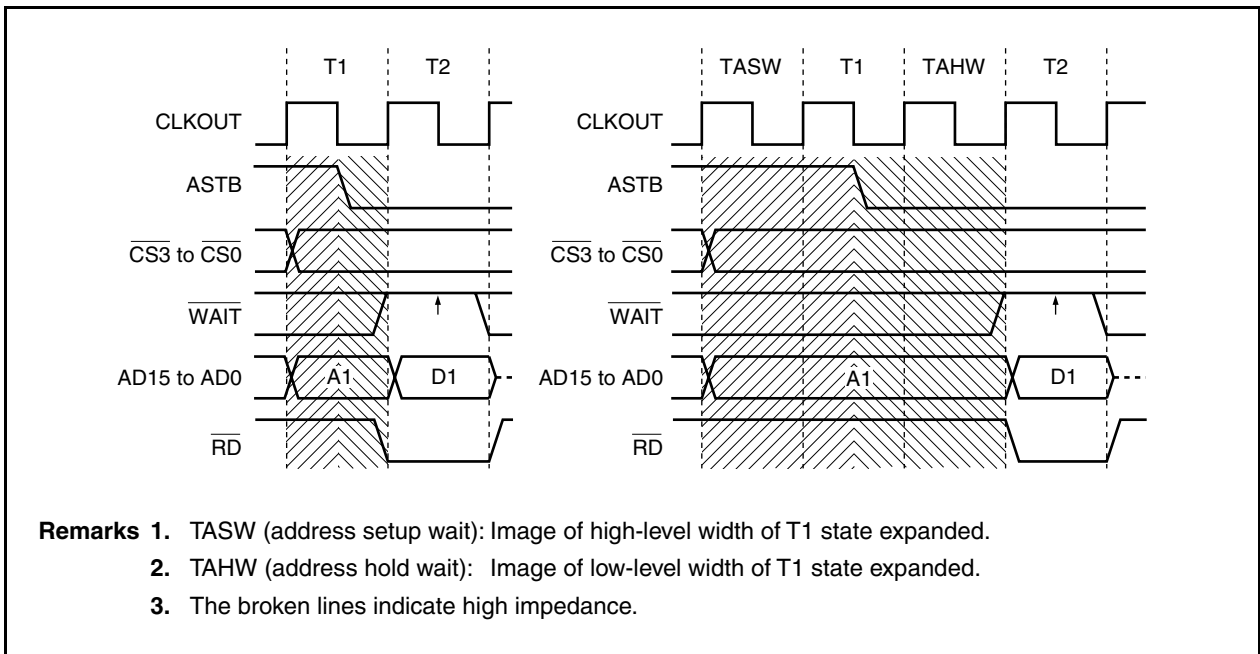 T1 T2 TASW T1 TAHW T2
CLKOUT CLKOUT
ASTB ASTB
CS3 to CS0 CS3 to CS0
WAIT WAIT
AD15 to AD0 A1 D1 AD15 to AD0 A1 D1
RD RD
Remarks 1. TASW (address setup wait): Image of high-level width of T1 state expanded.
2. TAHW (address hold wait): Image of low-level width of T1 state expanded.
3. The broken lines indicate high impedance.